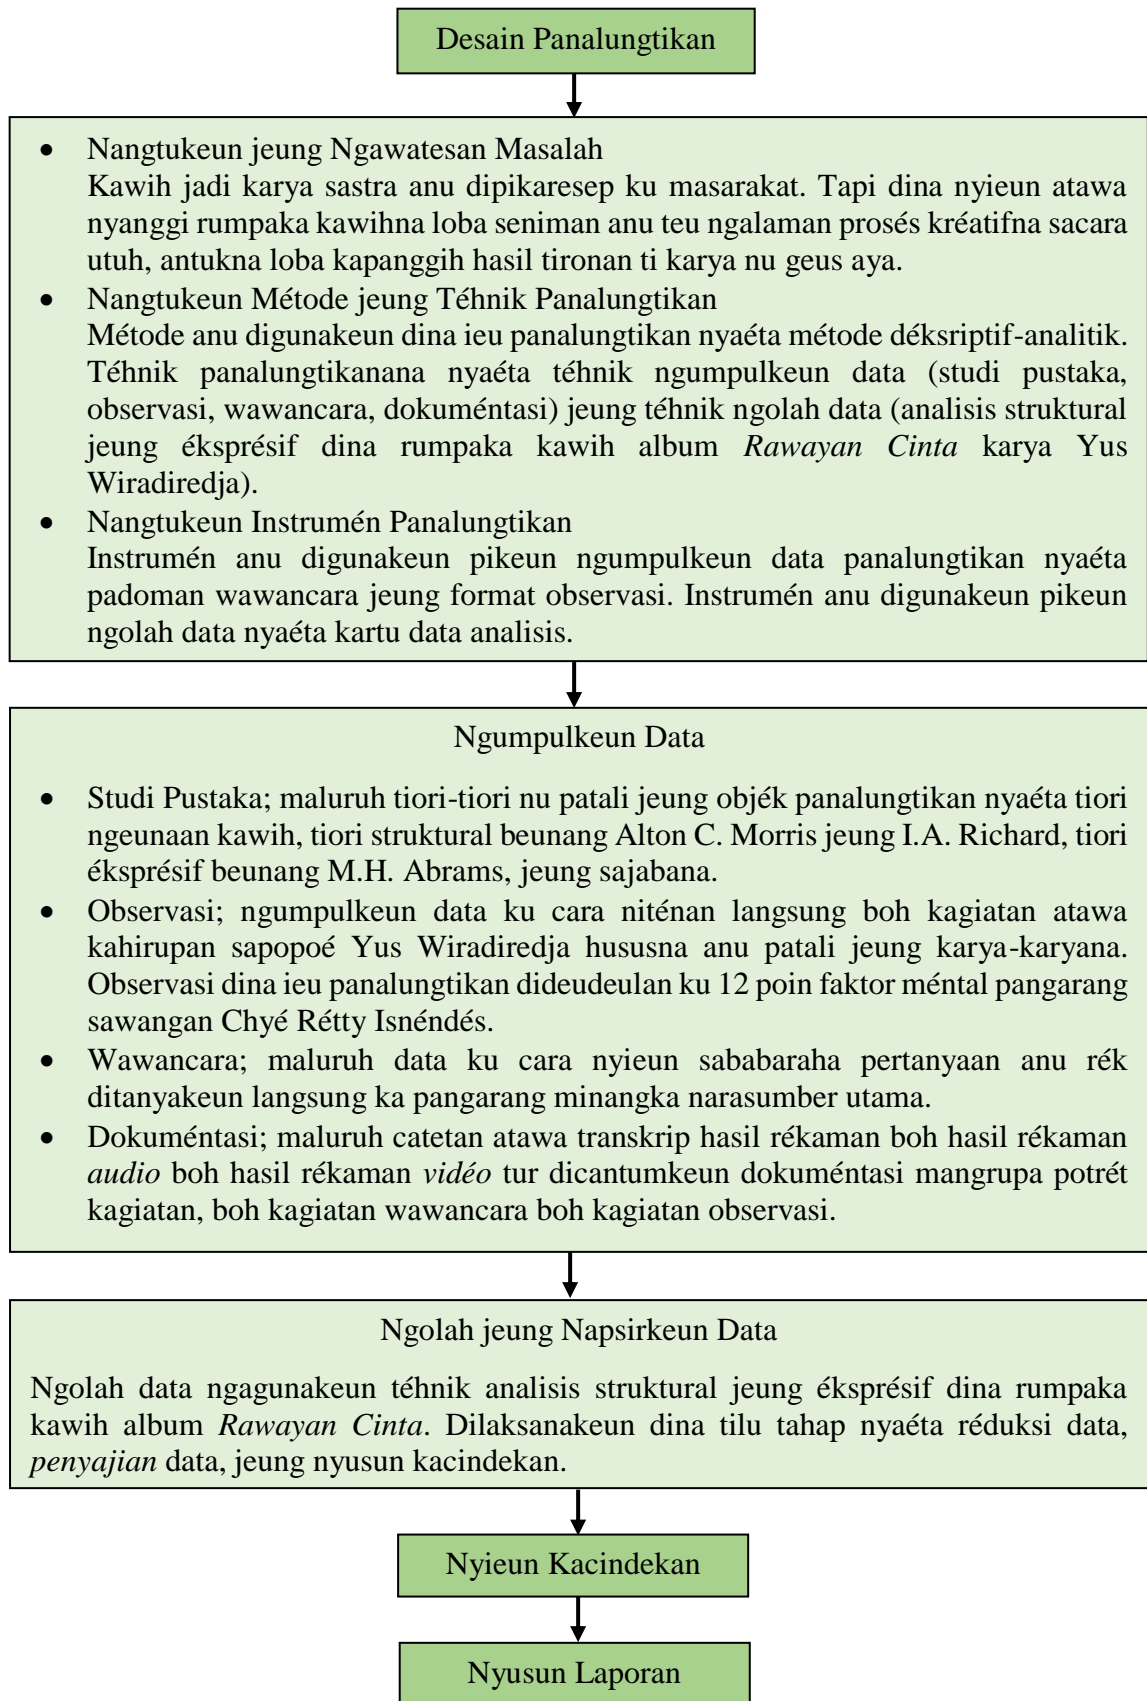 Desain Panalungtikan
• Nangtukeun jeung Ngawatesan Masalah
Kawih jadi karya sastra anu dipikaresep ku masarakat. Tapi dina nyieun atawa
nyanggi rumpaka kawihna loba seniman anu teu ngalaman prosés kréatifna sacara
utuh, antukna loba kapanggih hasil tironan ti karya nu geus aya.
• Nangtukeun Métode jeung Téhnik Panalungtikan
Métode anu digunakeun dina ieu panalungtikan nyaéta métode déksriptif-analitik.
Téhnik panalungtikanana nyaéta téhnik ngumpulkeun data (studi pustaka,
observasi, wawancara, dokuméntasi) jeung téhnik ngolah data (analisis struktural
jeung éksprésif dina rumpaka kawih album Rawayan Cinta karya Yus
Wiradiredja).
• Nangtukeun Instrumén Panalungtikan
Instrumén anu digunakeun pikeun ngumpulkeun data panalungtikan nyaéta
padoman wawancara jeung format observasi. Instrumén anu digunakeun pikeun
ngolah data nyaéta kartu data analisis.
Ngumpulkeun Data
• Studi Pustaka; maluruh tiori-tiori nu patali jeung objék panalungtikan nyaéta tiori
ngeunaan kawih, tiori struktural beunang Alton C. Morris jeung I.A. Richard, tiori
éksprésif beunang M.H. Abrams, jeung sajabana.
• Observasi; ngumpulkeun data ku cara niténan langsung boh kagiatan atawa
kahirupan sapopoé Yus Wiradiredja hususna anu patali jeung karya-karyana.
Observasi dina ieu panalungtikan dideudeulan ku 12 poin faktor méntal pangarang
sawangan Chyé Rétty Isnéndés.
• Wawancara; maluruh data ku cara nyieun sababaraha pertanyaan anu rék
ditanyakeun langsung ka pangarang minangka narasumber utama.
• Dokuméntasi; maluruh catetan atawa transkrip hasil rékaman boh hasil rékaman
audio boh hasil rékaman vidéo tur dicantumkeun dokuméntasi mangrupa potrét
kagiatan, boh kagiatan wawancara boh kagiatan observasi.
Ngolah jeung Napsirkeun Data
Ngolah data ngagunakeun téhnik analisis struktural jeung éksprésif dina rumpaka
kawih album Rawayan Cinta. Dilaksanakeun dina tilu tahap nyaéta réduksi data,
penyajian data, jeung nyusun kacindekan.
Nyieun Kacindekan
Nyusun Laporan